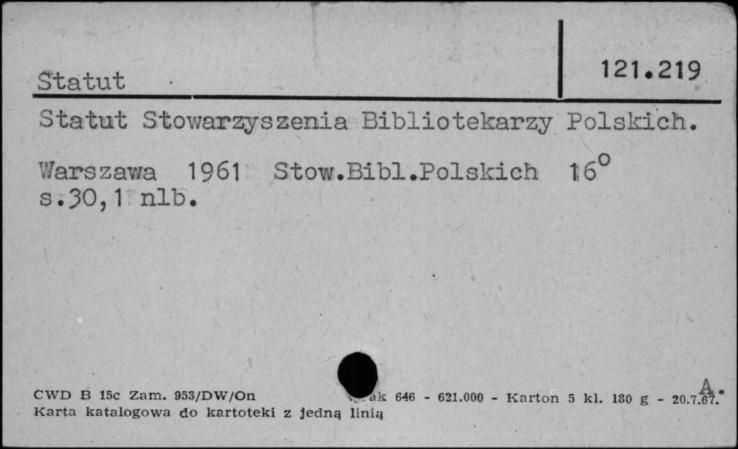 Statut
121.219
Statut Stowarzyszenia Bibliotekarzy Polskich.
Warszawa 1961 Stow.Bibl.Polskich 16°
s.30,1 nlb.
A.
CWD B 15c Zam. 953/DW/On 646 - 621.000 - Karton 5 kl. 180 g - 20.7.67.
Karta katalogowa do kartoteki z jedną linią